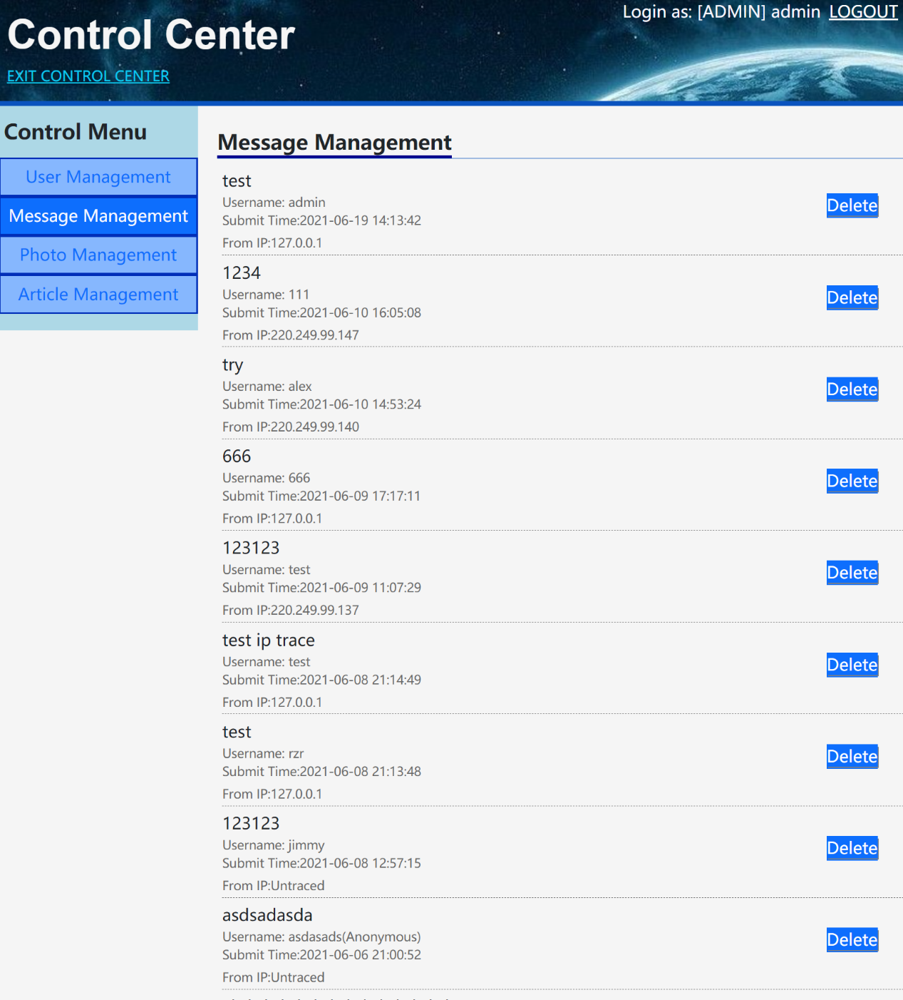 Login as: [ADMIN] admin LOGOUT
Control Center
EXIT CONTROL CENTER
Control Menu
User Management
Message Management
Photo Management
Article Management
Message Management
test
Username: admin
Submit Time:2021-06-19 14:13:42
From IP:127.0.0.1
Delete
1234
Username: 111
Submit Time:2021-06-10 16:05:08
From IP:220.249.99.147
Delete
try
Username: alex
Submit Time:2021-06-10 14:53:24
From IP:220.249.99.140
Delete
666
Username: 666
Submit Time:2021-06-09 17:17:11
From IP:127.0.0.1
Delete
123123
Username: test
Submit Time:2021-06-09 11:07:29
From IP:220.249.99.137
Delete
test ip trace
Username: test
Submit Time:2021-06-08 21:14:49
From IP:127.0.0.1
Delete
test
Username: rzr
Submit Time:2021-06-08 21:13:48
From IP:127.0.0.1
Delete
123123
Username: jimmy
Submit Time:2021-06-08 12:57:15
From IP:Untraced
Delete
asdsadasda
Username: asdasads(Anonymous)
Submit Time:2021-06-06 21:00:52
From IP:Untraced
Delete